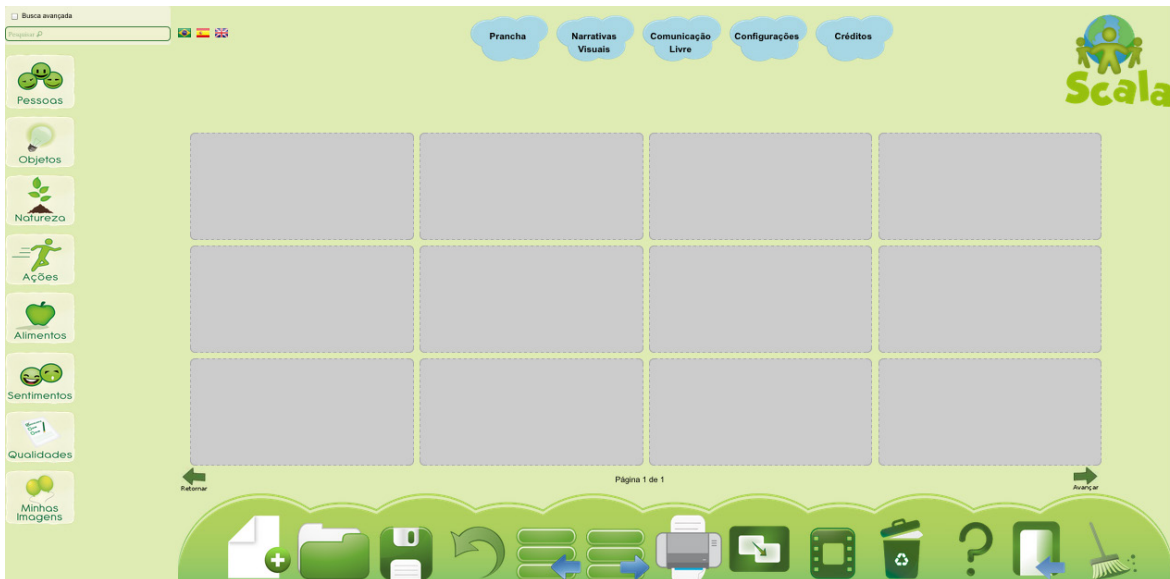 Busca avançada
Pesquisar
Prancha
Narrativas
Visuais
Comunicação
Livre
Configurações
Créditos
Scala
Pessoas
Objetos
Natureza
Ações
Alimentos
Sentimentos
Qualidades
Minhas
Imagens
Retornar
Página 1 de 1
Avançar